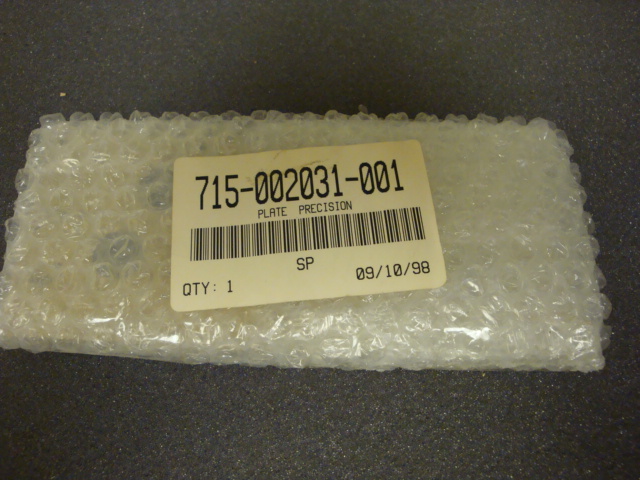 715-002031-001
PLATE PRECISION
SP
QTY: 1 09/10/98